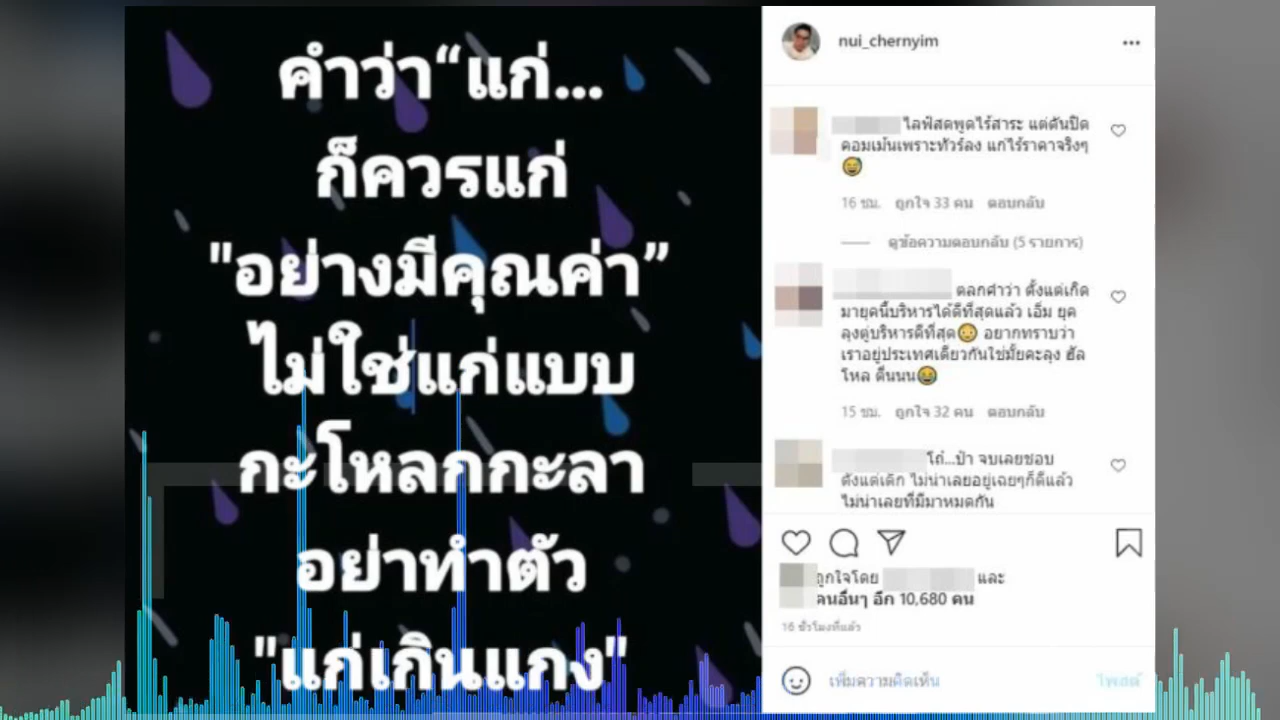 คำว่า“แก่...
ก็ควรแก่
"อย่างมีคุณค่า”
ไม่ใช่แก่แบบ
กะโหลกกะลา
อย่าทำตัว
"แก่เกินแกง"
nui_chernyim
ไลฟ์สดพูดไร้สาระ แต่ดันปิด
คอมเม้นเพราะทัวร์ลง แก่ไร้ราคาจริงๆ
😅
16 ชม. ถูกใจ 33 คน ตอบกลับ
ดูข้อความตอบกลับ (5 รายการ)
ตลกคำว่า ตั้งแต่เกิด
มายุคนี้บริหารได้ดีที่สุดแล้ว เอ็ม ยุค
ลุงตู่บริหารดีที่สุด😳 อยากทราบว่า
เราอยู่ประเทศเดียวกันใช่มั้ยคะลุง ฮัล
โหล ตื่นนน😂
15 ชม. ถูกใจ 32 คน ตอบกลับ
โถ่...ป๋า จบเลยชอบ
ตั้งแต่เด็ก ไม่น่าเลยอยู่เฉยๆก็ดีแล้ว
ไม่น่าเลยที่มีมาหมดกัน
ถูกใจโดย และ
คนอื่นๆ อีก 10,680 คน
16 ชั่วโมงที่แล้ว
เพิ่มความคิดเห็น
โพสต์